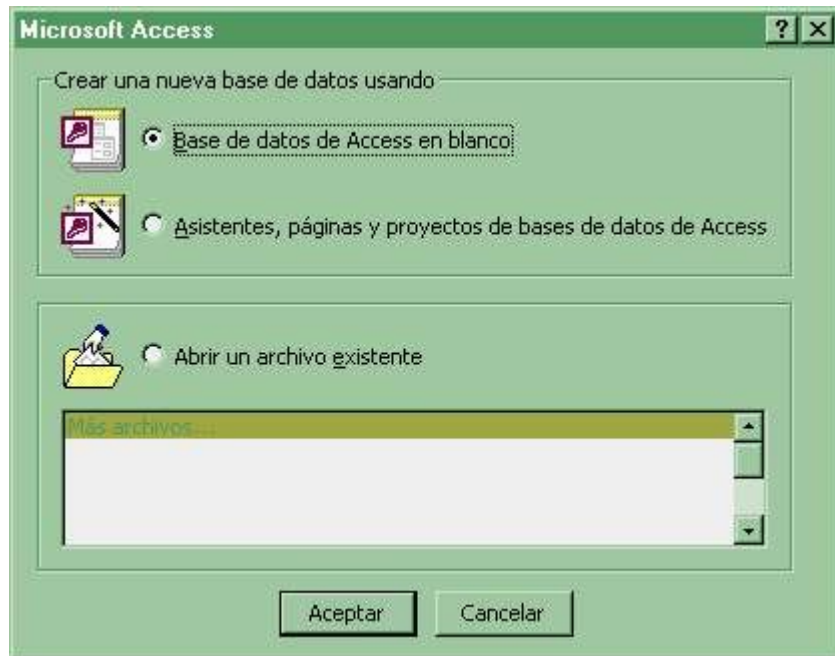 Microsoft Access
Crear una nueva base de datos usando
Base de datos de Access en blanco
Asistentes, páginas y proyectos de bases de datos de Access
Abrir un archivo existente
Más archivos...
Aceptar
Cancelar